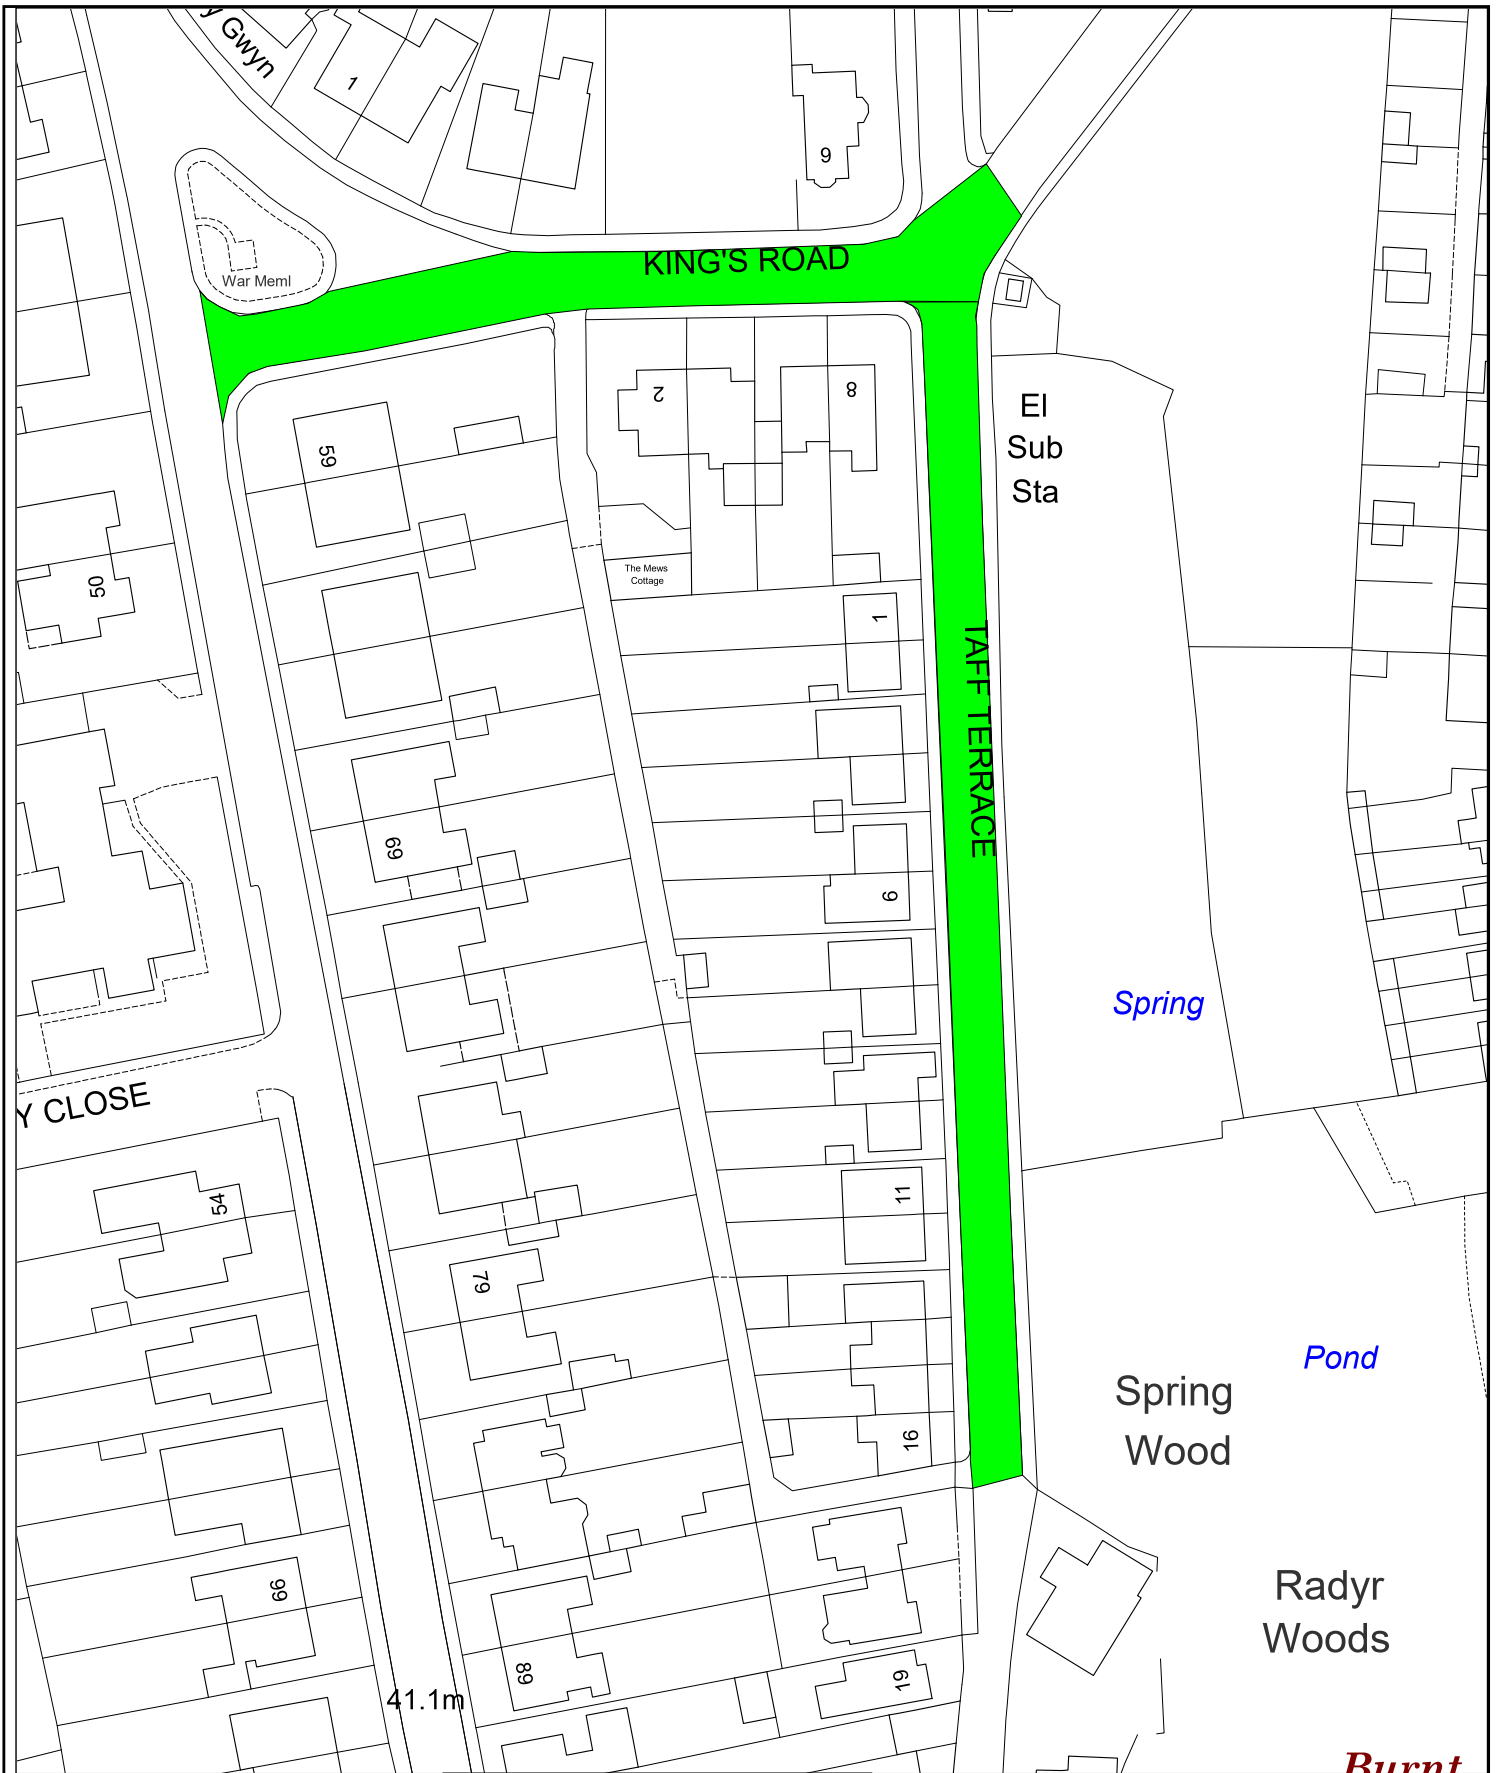 y Gwyn
1
9
War Meml
KING'S ROAD
2
8
59
El
Sub
Sta
50
The Mews
Cottage
1
TAFF TERRACE
69
6
Spring
Y CLOSE
54
11
79
Pond
Spring
Wood
16
66
Radyr
Woods
89
19
41.1m
Burnt